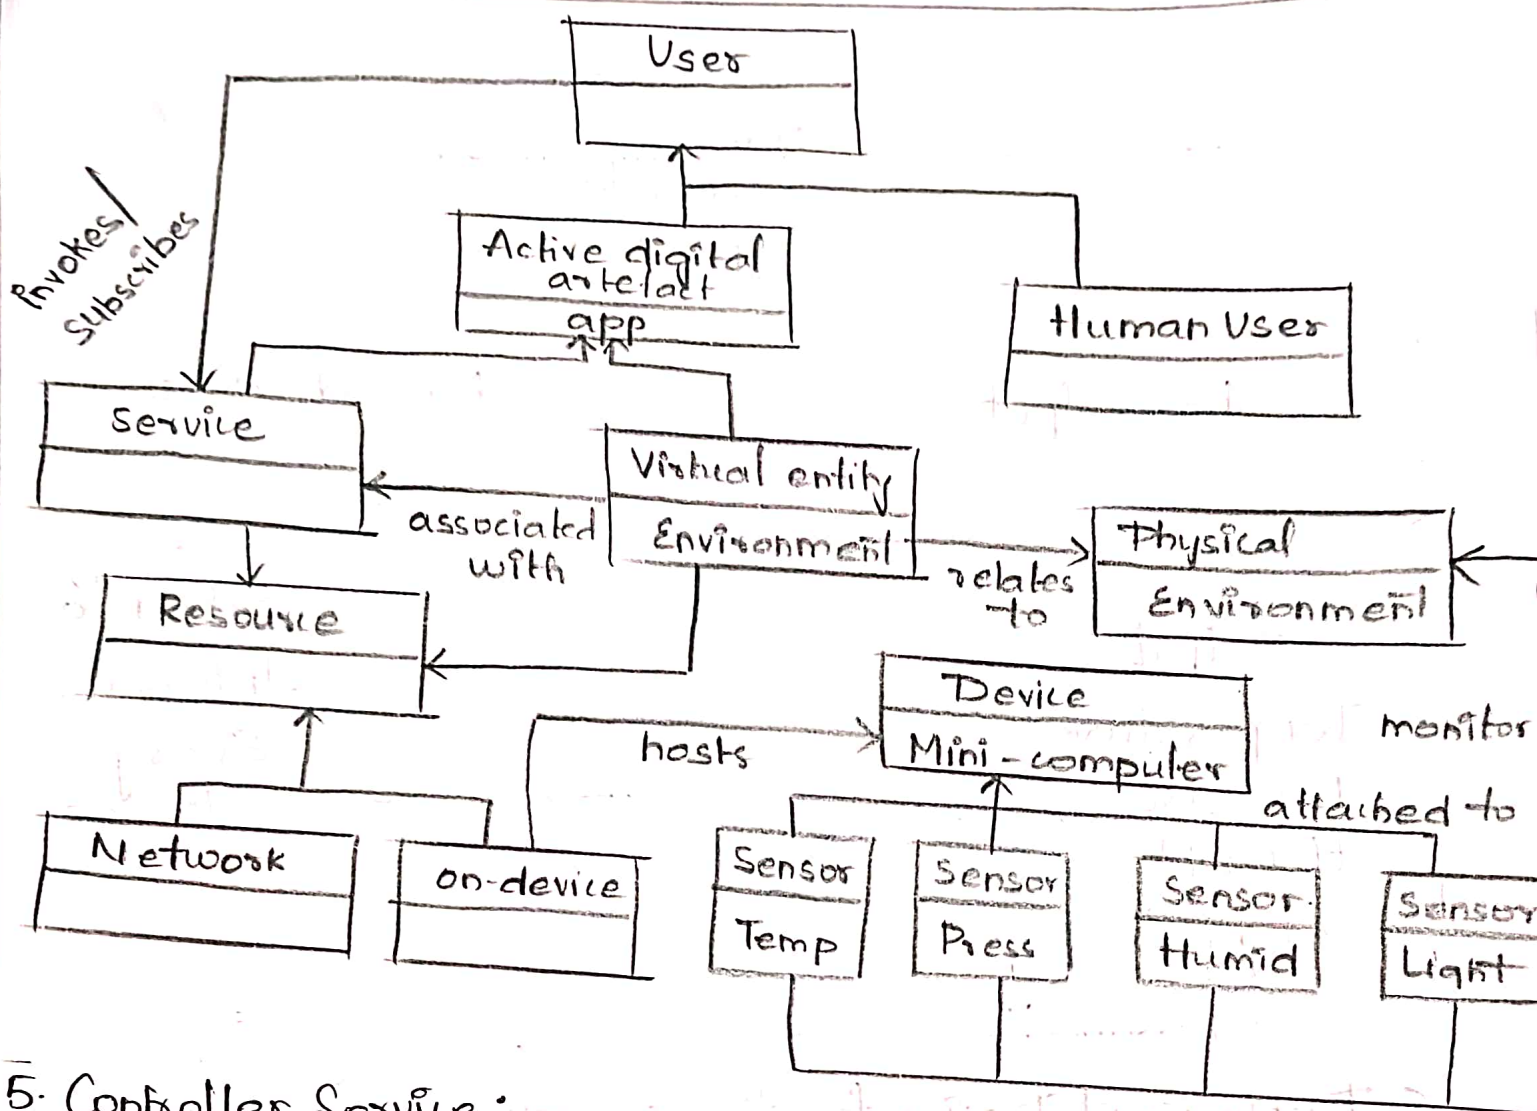 User
invokes/
subscribes
Active digital
artefact
app
Human User
Service
Virtual entity
Environment
associated
with
relates
to
Physical
Environment
Resource
Device
Mini-computer
hosts
monitor
attached to
Network
on-device
Sensor
Temp
Sensor
Press
Sensor
Humid
Sensor
Light
5. Controller Service: